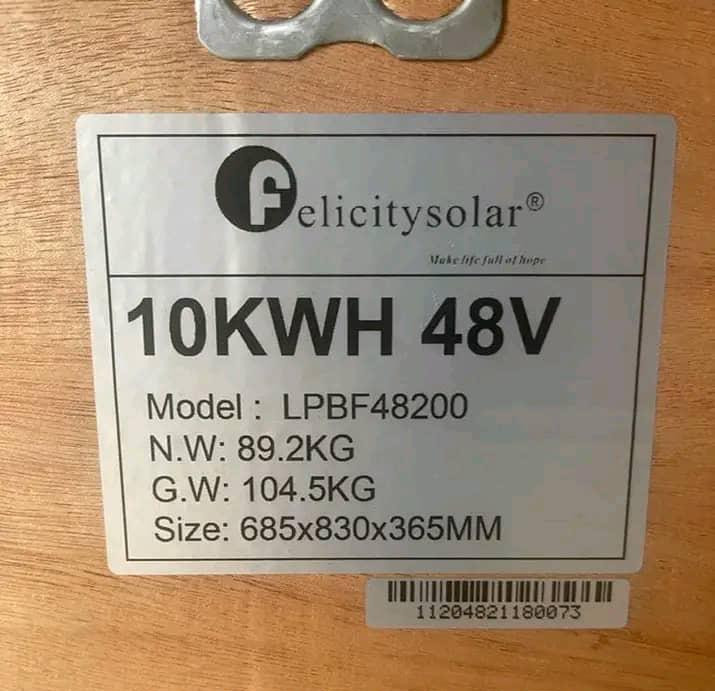 felicitysolar®
Make life full of hope
10KWH 48V
Model : LPBF48200
N.W: 89.2KG
G.W: 104.5KG
Size: 685x830x365MM
11204821180073